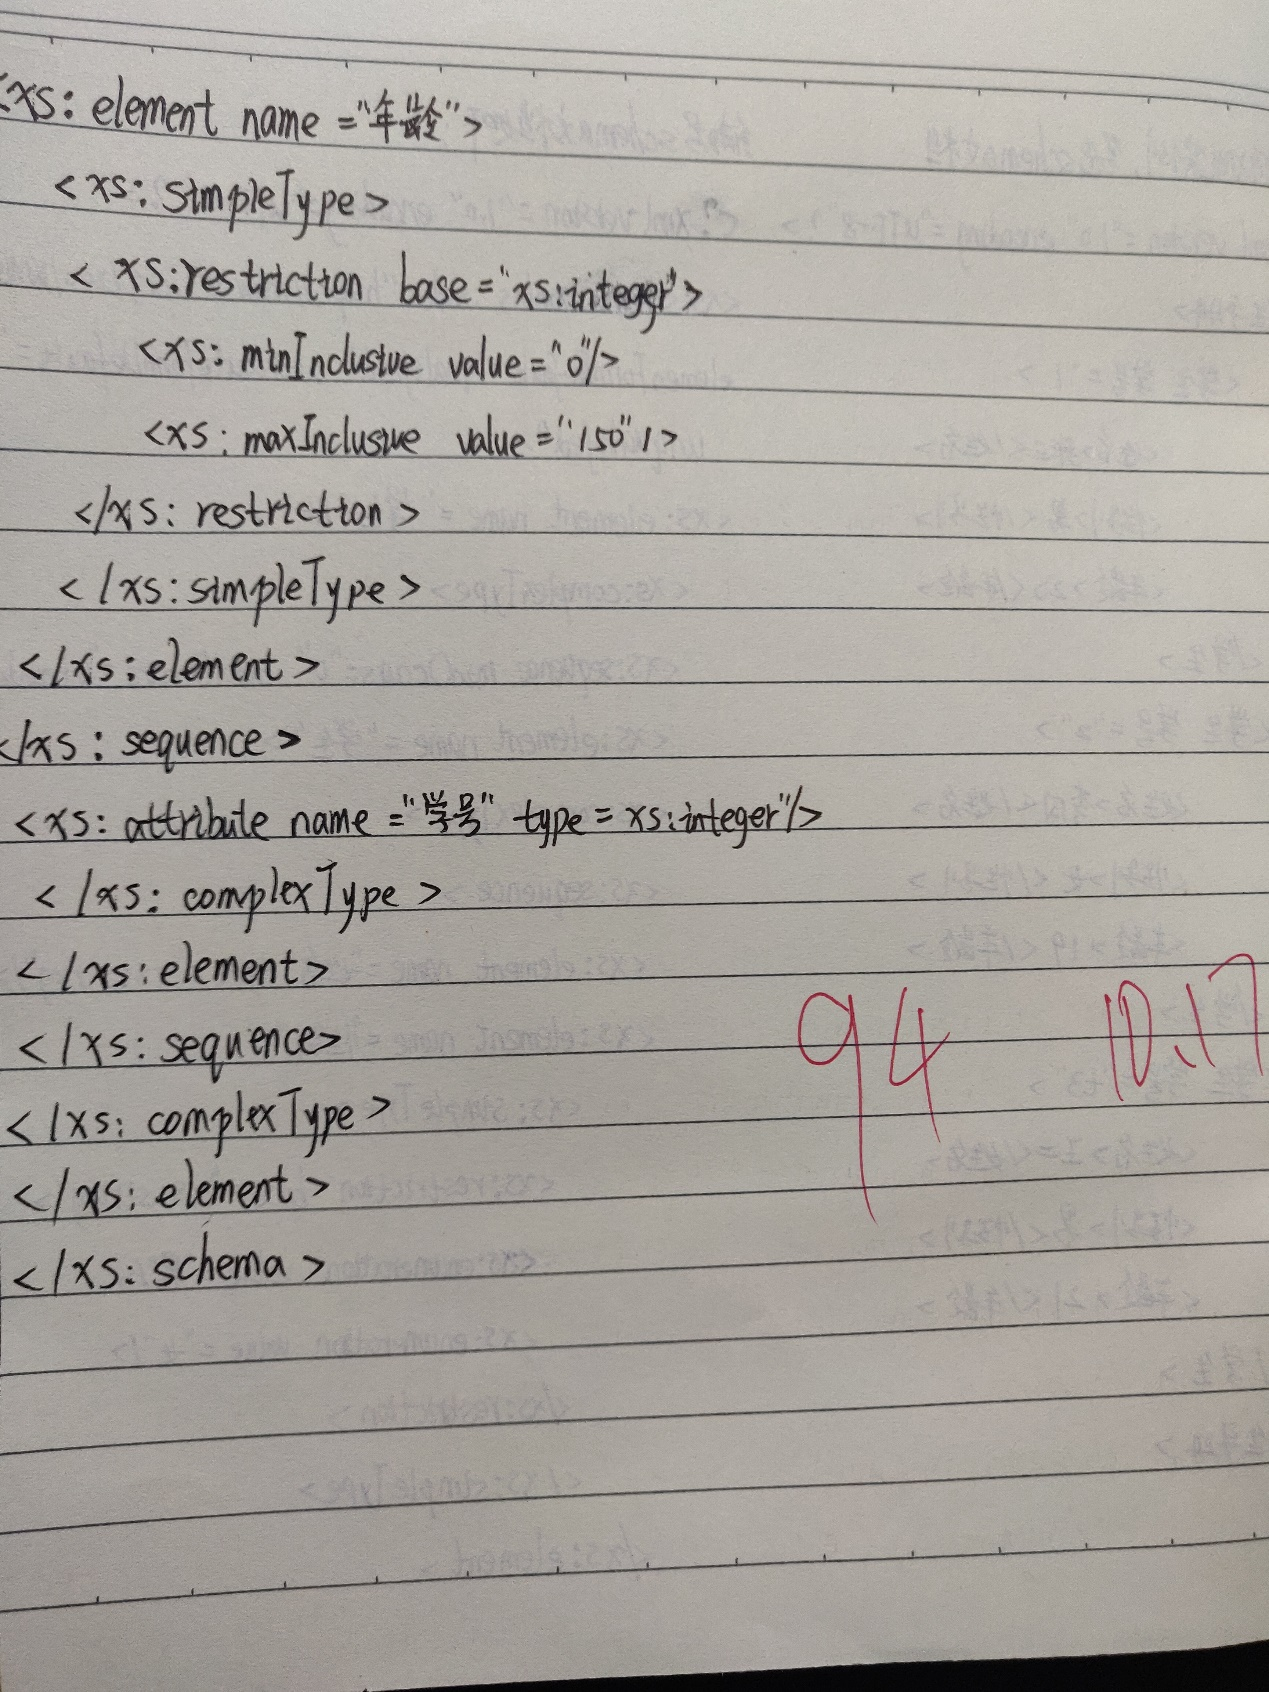 <xs: element name ="年龄">
<xs: simpleType>
< xs:restriction base="xs:integer">
<xs: minInclusive value="0"/>
<xs: maxInclusive value="150"/>
</xs: restriction>
</xs: simpleType>
</xs: element>
</xs: sequence>
<xs: attribute name ="学号" type = xs:integer"/>
</xs: complexType>
</xs: element>
</xs: sequence>
</xs: complexType>
</xs: element>
</xs: schema>
94 10.17